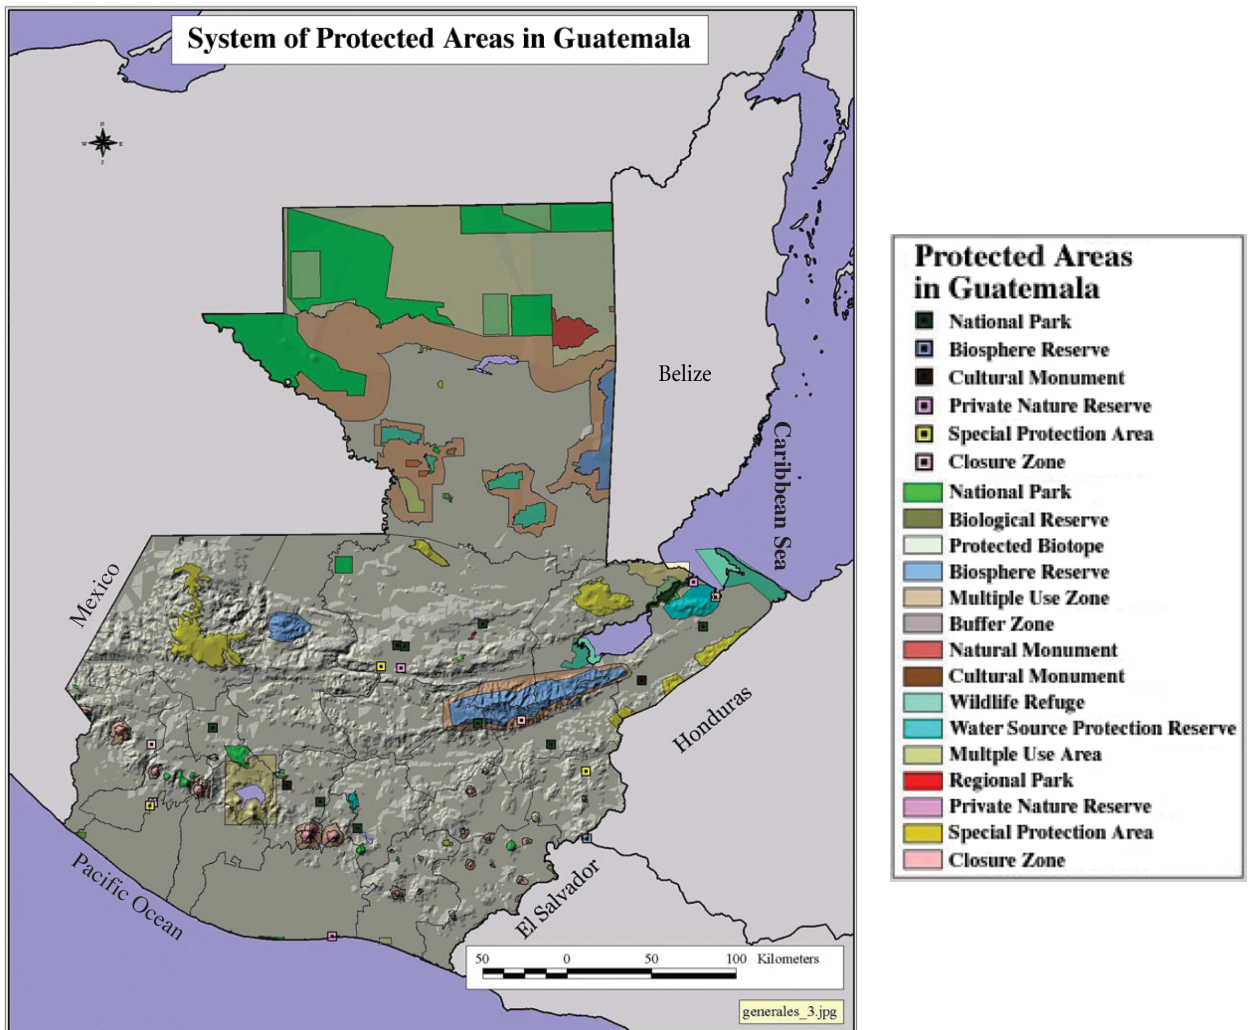 System of Protected Areas in Guatemala
N
W
E
S
Belize
Caribbean Sea
Mexico
Honduras
Pacific Ocean
El Salvador
50 0 50 100 Kilometers
generales_3.jpg
Protected Areas
in Guatemala
National Park
Biosphere Reserve
Cultural Monument
Private Nature Reserve
Special Protection Area
Closure Zone
National Park
Biological Reserve
Protected Biotope
Biosphere Reserve
Multiple Use Zone
Buffer Zone
Natural Monument
Cultural Monument
Wildlife Refuge
Water Source Protection Reserve
Multple Use Area
Regional Park
Private Nature Reserve
Special Protection Area
Closure Zone